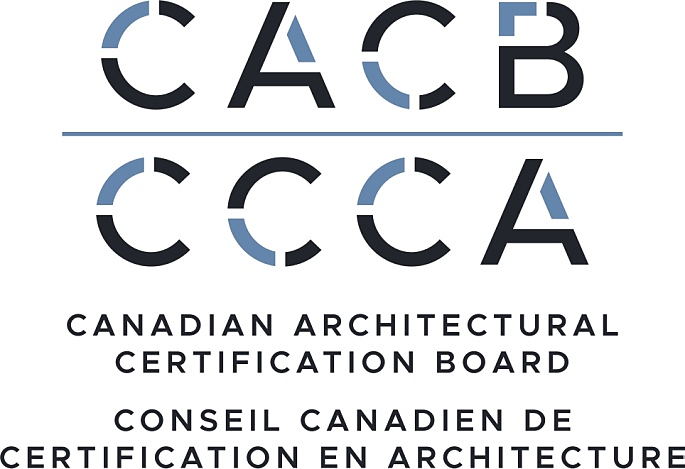 CACB
CCCA
CANADIAN ARCHITECTURAL
CERTIFICATION BOARD
CONSEIL CANADIEN DE
CERTIFICATION EN ARCHITECTURE